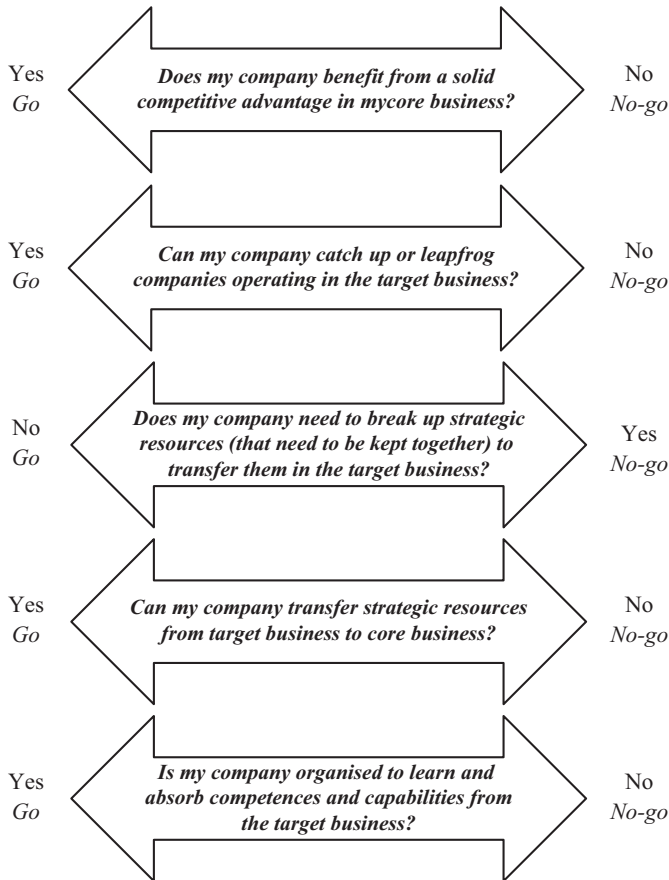 Yes
Go
Does my company benefit from a solid
competitive advantage in mycore business?
No
No-go
Yes
Go
Can my company catch up or leapfrog
companies operating in the target business?
No
No-go
No
Go
Does my company need to break up strategic
resources (that need to be kept together) to
transfer them in the target business?
Yes
No-go
Yes
Go
Can my company transfer strategic resources
from target business to core business?
No
No-go
Yes
Go
Is my company organised to learn and
absorb competences and capabilities from
the target business?
No
No-go